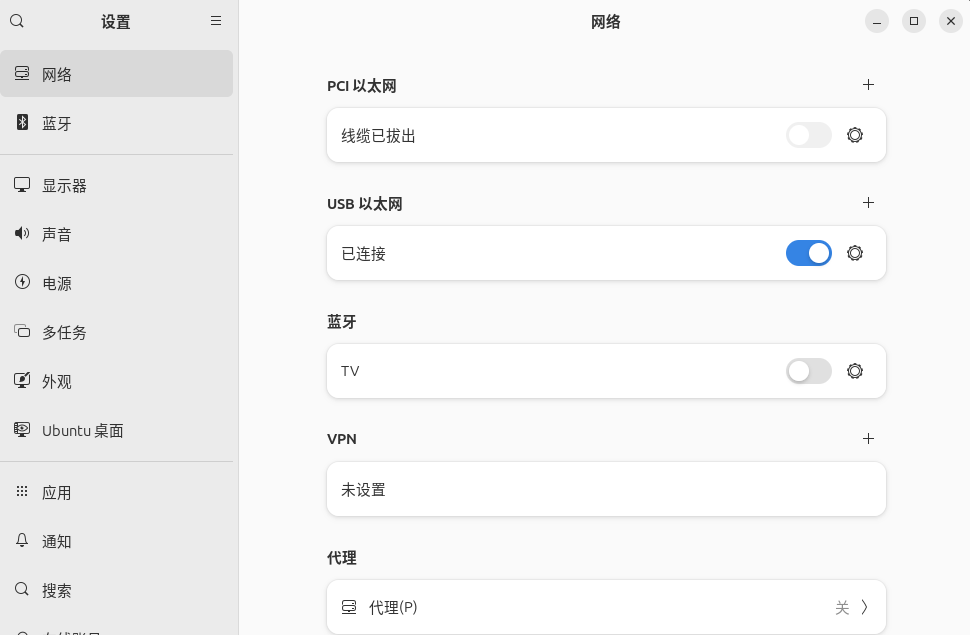 设置
网络
蓝牙
显示器
声音
电源
多任务
外观
Ubuntu 桌面
应用
通知
搜索
网络
PCI 以太网
线缆已拔出
USB 以太网
已连接
蓝牙
TV
VPN
未设置
代理
代理(P)
关